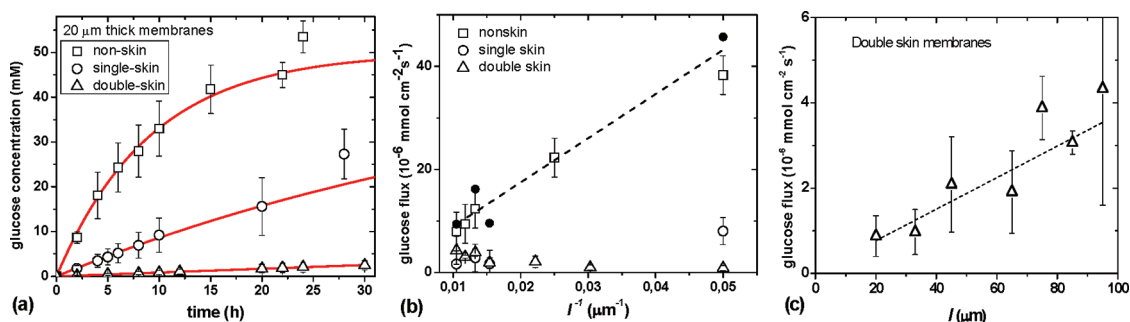 20 μm thick membranes
non-skin
single-skin
double-skin
glucose concentration (mM)
50
40
30
20
10
0
0 5 10 15 20 25 30
time (h)
(a)
nonskin
single skin
double skin
glucose flux (10⁻⁶ mmol cm⁻²s⁻¹)
40
20
0
0,01 0,02 0,03 0,04 0,05
l⁻¹ (μm⁻¹)
(b)
Double skin membranes
glucose flux (10⁻⁶ mmol cm⁻² s⁻¹)
6
4
2
0
0 20 40 60 80 100
l (μm)
(c)